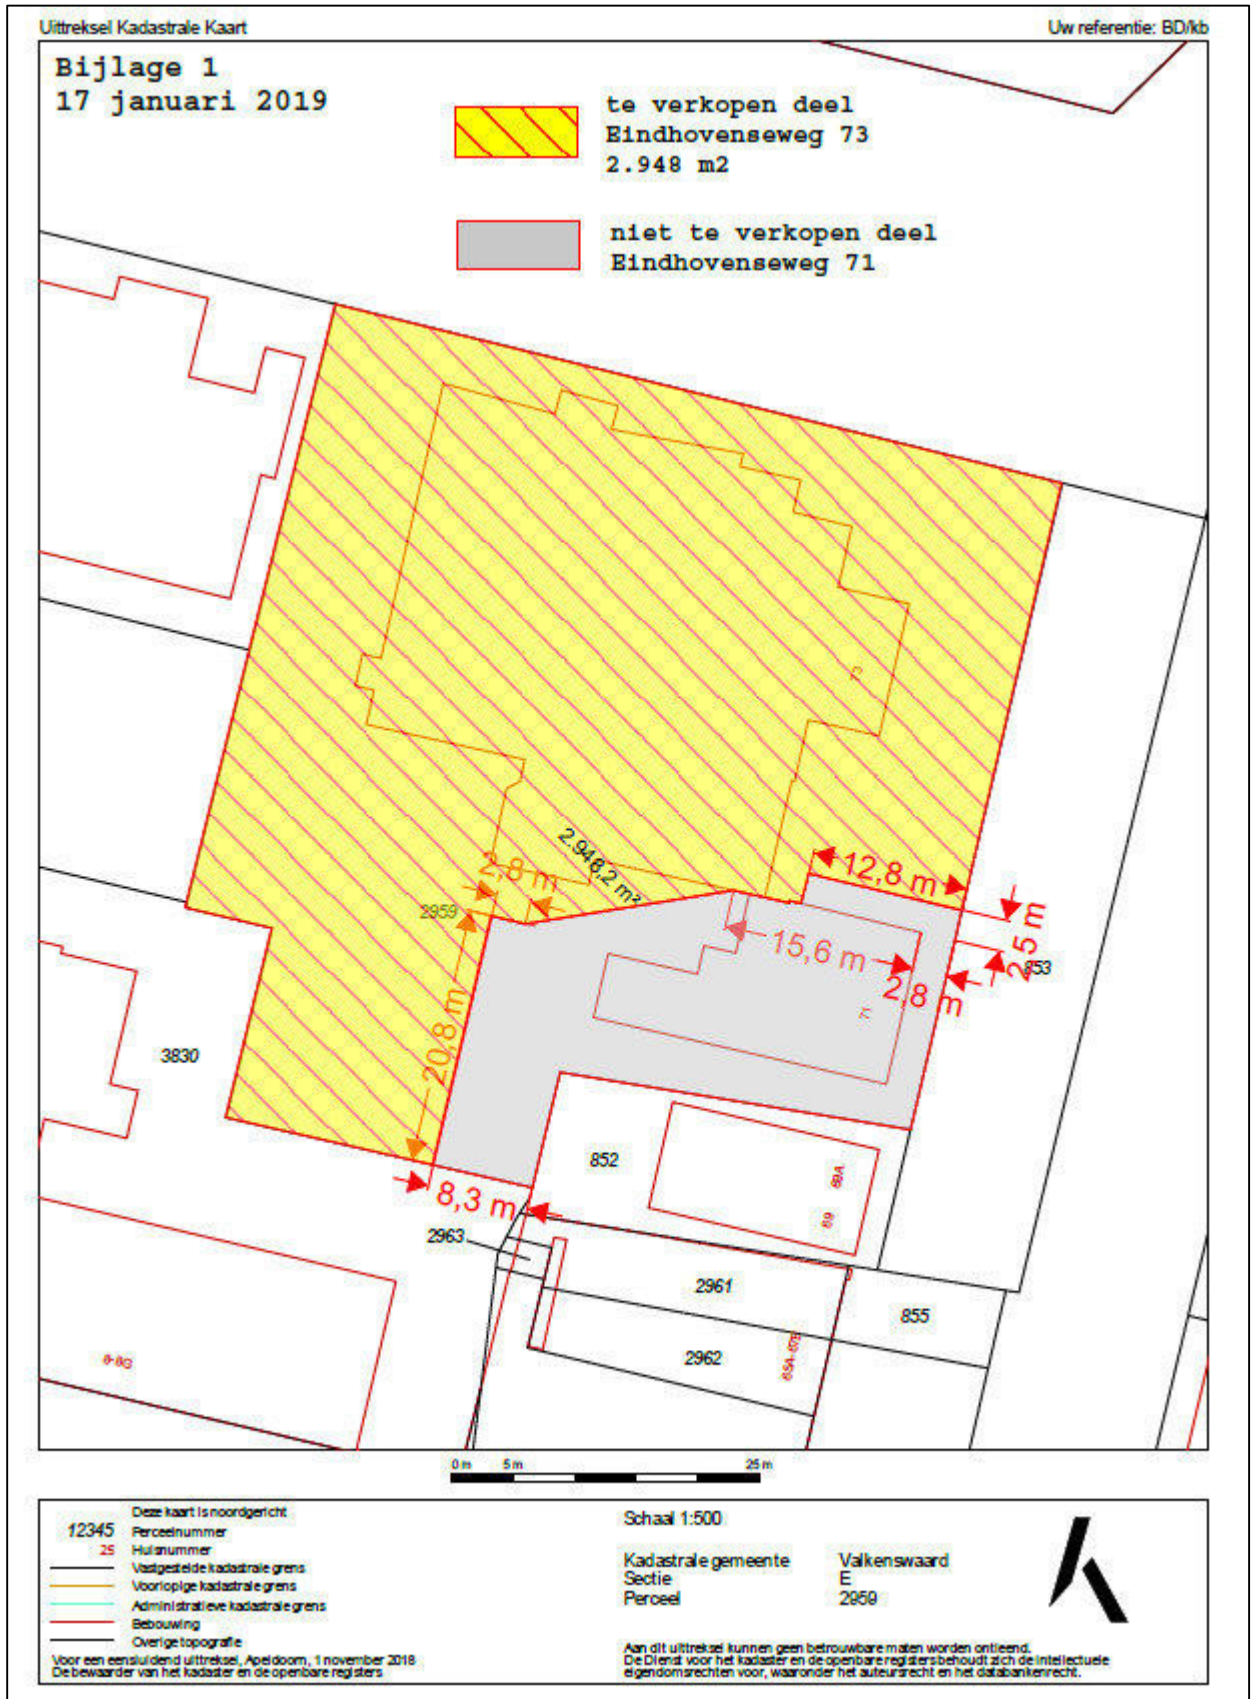 Uittreksel Kadastrale Kaart
Uw referentie: BD/kb
Bijlage 1
17 januari 2019
te verkopen deel
Eindhovenseweg 73
2.948 m2
niet te verkopen deel
Eindhovenseweg 71
73
2.948,2 m²
2,8 m
12,8 m
2959
2,5 m
15,6 m
853
2,8 m
71
20,8 m
3830
852
69A
69
8,3 m
2963
2961
855
2962
65A-67B
8-8G
0 m
5 m
25 m
Deze kaart is noordgericht
12345 Perceelnummer
25 Huisnummer
Vastgestelde kadastrale grens
Voorlopige kadastrale grens
Administratieve kadastrale grens
Bebouwing
Overige topografie
Voor een eensluidend uittreksel, Apeldoorn, 1 november 2018
De bewaarder van het kadaster en de openbare registers
Schaal 1:500
Kadastrale gemeente Valkenswaard
Sectie E
Perceel 2959
Aan dit uittreksel kunnen geen betrouwbare maten worden ontleend.
De Dienst voor het kadaster en de openbare registers behoudt zich de intellectuele
eigendomsrechten voor, waaronder het auteursrecht en het databankenrecht.